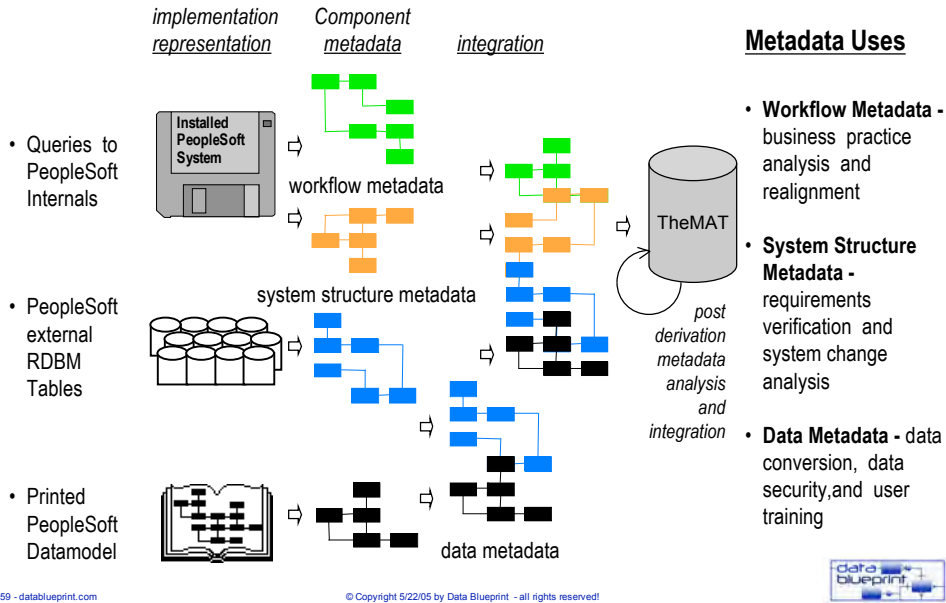 implementation
representation
Component
metadata
integration
Metadata Uses
• Queries to
PeopleSoft
Internals
Installed
PeopleSoft
System
workflow metadata
system structure metadata
• PeopleSoft
external
RDBM
Tables
• Printed
PeopleSoft
Datamodel
data metadata
TheMAT
post
derivation
metadata
analysis
and
integration
• Workflow Metadata -
business practice
analysis and
realignment
• System Structure
Metadata -
requirements
verification and
system change
analysis
• Data Metadata - data
conversion, data
security,and user
training
59 - datablueprint.com
© Copyright 5/22/05 by Data Blueprint - all rights reserved!
data
blueprint